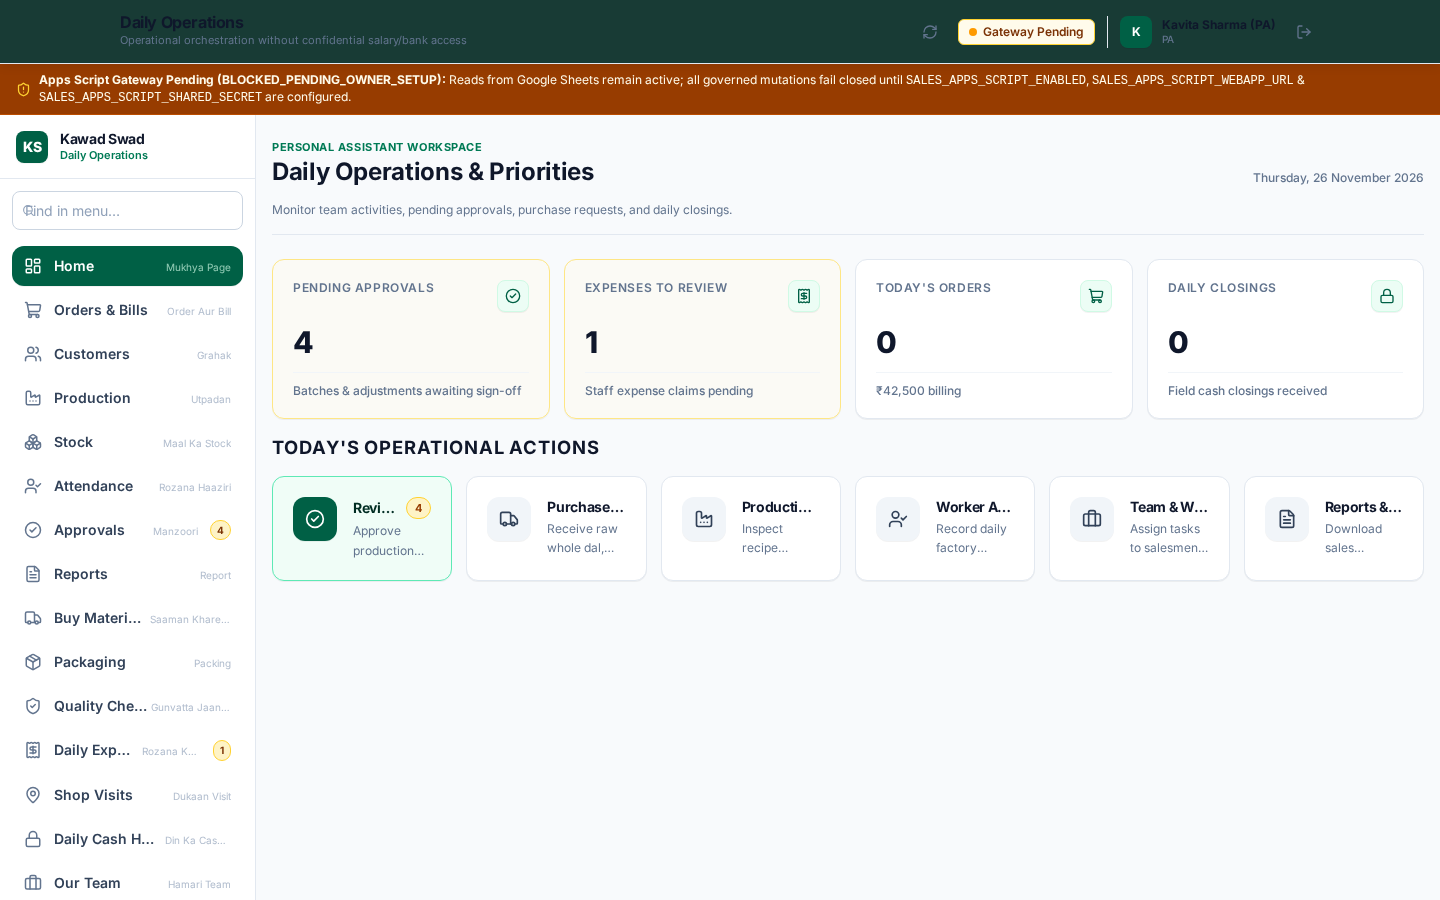 Daily Operations
Operational orchestration without confidential salary/bank access
Gateway Pending
K
Kavita Sharma (PA)
PA
Apps Script Gateway Pending (BLOCKED_PENDING_OWNER_SETUP): Reads from Google Sheets remain active; all governed mutations fail closed until SALES_APPS_SCRIPT_ENABLED, SALES_APPS_SCRIPT_WEBAPP_URL &
SALES_APPS_SCRIPT_SHARED_SECRET are configured.
KS
Kawad Swad
Daily Operations
Find in menu...
Home Mukhya Page
Orders & Bills Order Aur Bill
Customers Grahak
Production Utpadan
Stock Maal Ka Stock
Attendance Rozana Haaziri
Approvals Manzoori 4
Reports Report
Buy Materi... Saaman Khare...
Packaging Packing
Quality Che... Gunvatta Jaan...
Daily Exp... Rozana K... 1
Shop Visits Dukaan Visit
Daily Cash H... Din Ka Cas...
Our Team Hamari Team
PERSONAL ASSISTANT WORKSPACE
Daily Operations & Priorities
Thursday, 26 November 2026
Monitor team activities, pending approvals, purchase requests, and daily closings.
PENDING APPROVALS
4
Batches & adjustments awaiting sign-off
EXPENSES TO REVIEW
1
Staff expense claims pending
TODAY'S ORDERS
0
₹42,500 billing
DAILY CLOSINGS
0
Field cash closings received
TODAY'S OPERATIONAL ACTIONS
Revi... 4
Approve
production...
Purchase...
Receive raw
whole dal,...
Producti...
Inspect
recipe...
Worker A...
Record daily
factory...
Team & W...
Assign tasks
to salesmen...
Reports &...
Download
sales...